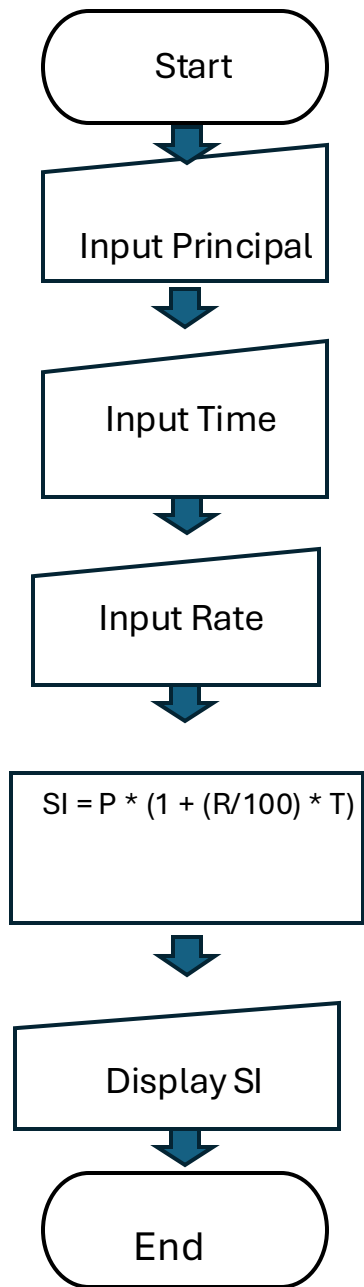 Start
Input Principal
Input Time
Input Rate
SI = P * (1 + (R/100) * T)
Display SI
End